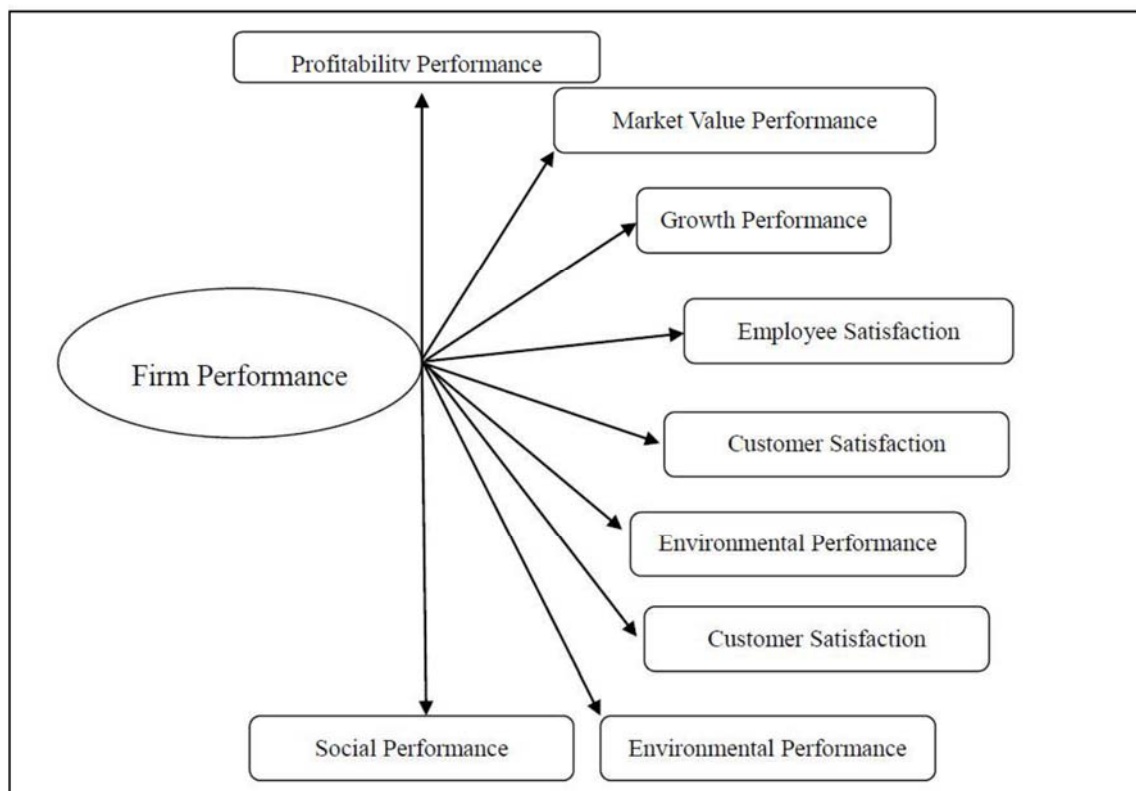 Profitability Performance
Market Value Performance
Growth Performance
Employee Satisfaction
Firm Performance
Customer Satisfaction
Environmental Performance
Customer Satisfaction
Social Performance
Environmental Performance